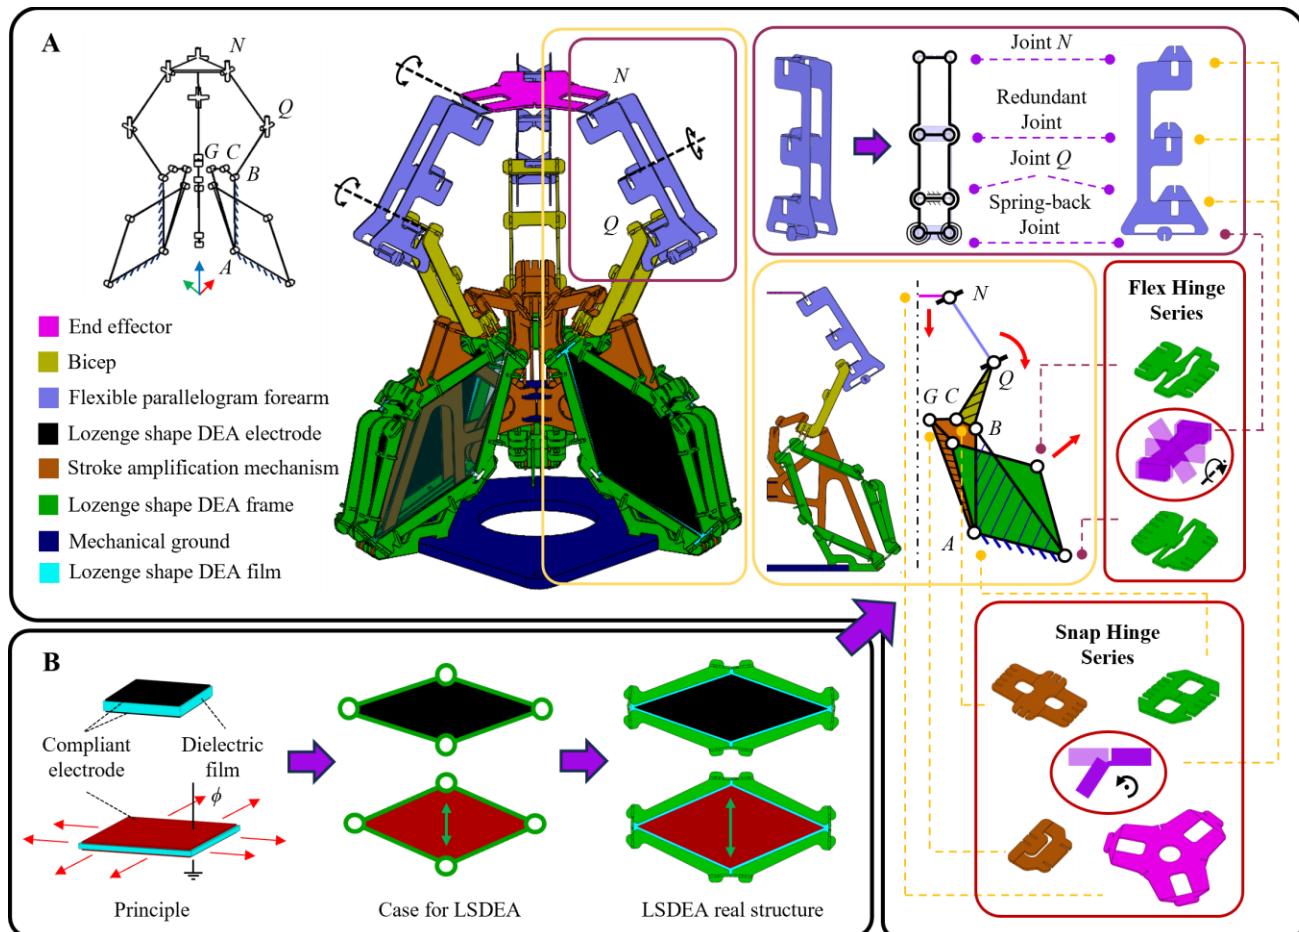 A
N
Q
G
C
B
A
End effector
Bicep
Flexible parallelogram forearm
Lozenge shape DEA electrode
Stroke amplification mechanism
Lozenge shape DEA frame
Mechanical ground
Lozenge shape DEA film
N
Q
Joint N
Redundant
Joint
Joint Q
Spring-back
Joint
N
Q
G
C
B
A
Flex Hinge
Series
Snap Hinge
Series
B
Compliant
electrode
Dielectric
film
ϕ
Principle
Case for LSDEA
LSDEA real structure